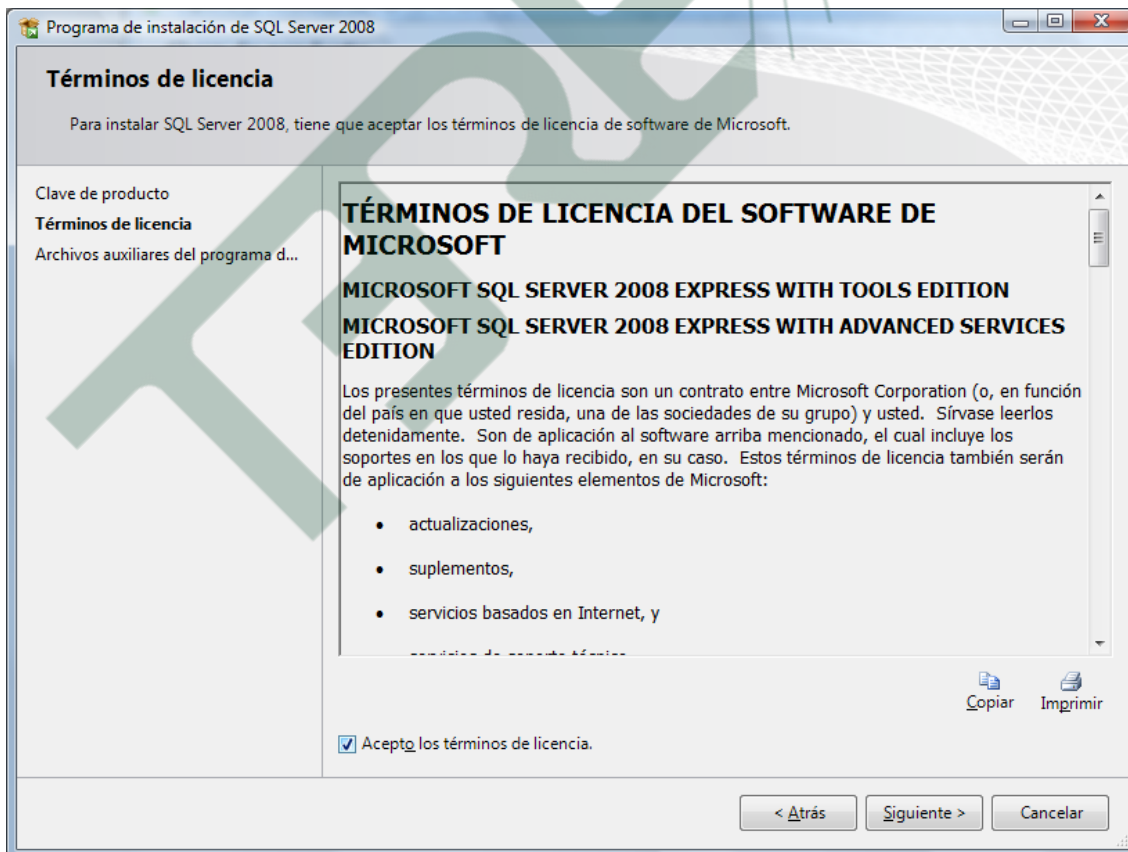 Programa de instalación de SQL Server 2008
Términos de licencia
Para instalar SQL Server 2008, tiene que aceptar los términos de licencia de software de Microsoft.
Clave de producto
Términos de licencia
Archivos auxiliares del programa d...
TÉRMINOS DE LICENCIA DEL SOFTWARE DE
MICROSOFT
MICROSOFT SQL SERVER 2008 EXPRESS WITH TOOLS EDITION
MICROSOFT SQL SERVER 2008 EXPRESS WITH ADVANCED SERVICES
EDITION
Los presentes términos de licencia son un contrato entre Microsoft Corporation (o, en función
del país en que usted resida, una de las sociedades de su grupo) y usted.  Sírvase leerlos
detenidamente.  Son de aplicación al software arriba mencionado, el cual incluye los
soportes en los que lo haya recibido, en su caso.  Estos términos de licencia también serán
de aplicación a los siguientes elementos de Microsoft:
• actualizaciones,
• suplementos,
• servicios basados en Internet, y
servicios de soporte técnico
Copiar Imprimir
Acepto los términos de licencia.
< Atrás Siguiente > Cancelar